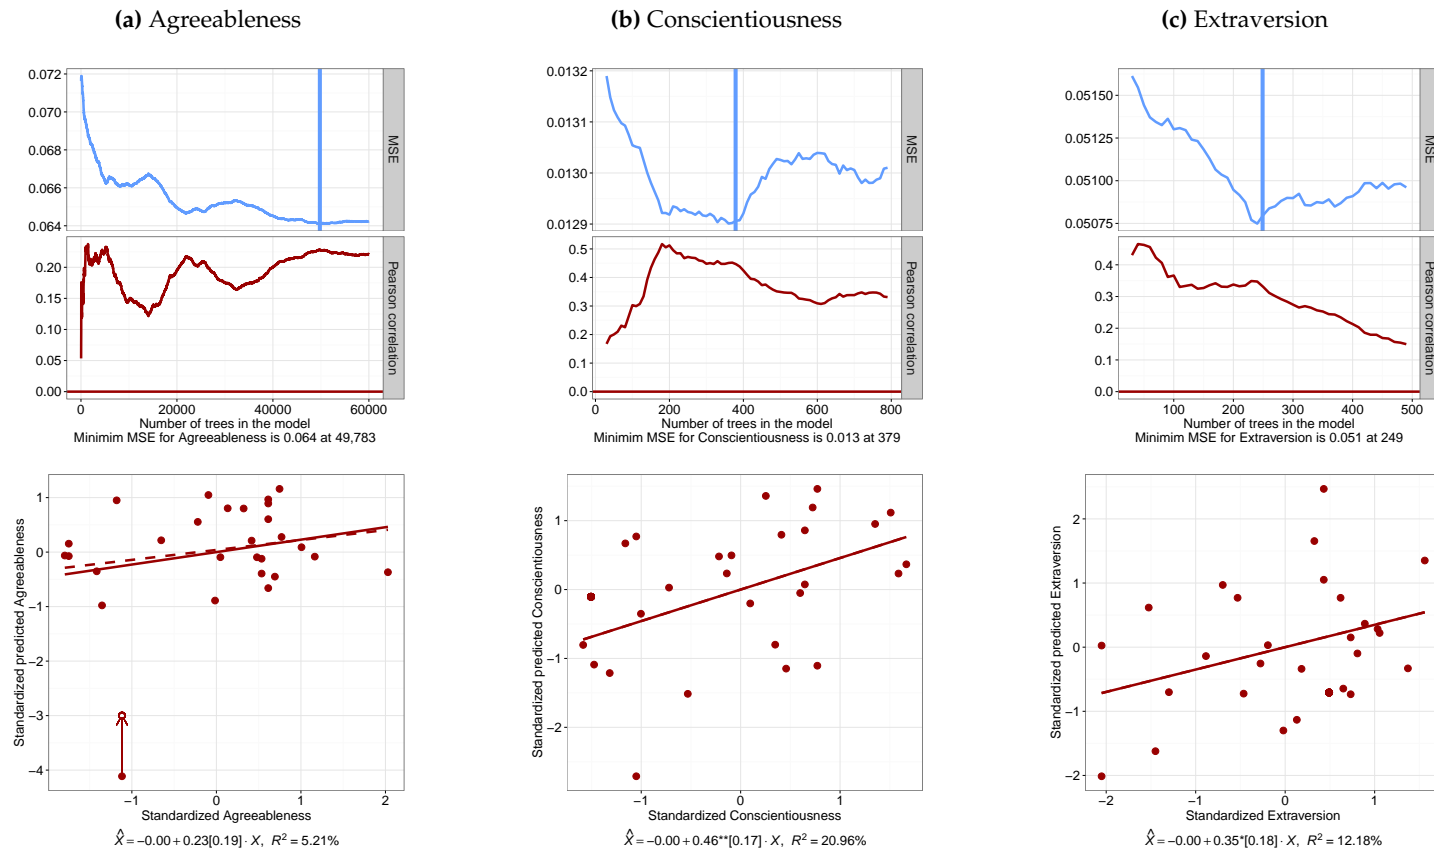 (a) Agreeableness
0.072
0.070
0.068
0.066
0.064
MSE
0.20
0.15
0.10
0.05
0.00
Pearson correlation
0 20000 40000 60000
Number of trees in the model
Minimim MSE for Agreeableness is 0.064 at 49,783
1
0
−1
−2
−3
−4
Standardized predicted Agreeableness
−1 0 1 2
Standardized Agreeableness
X̂ = −0.00 + 0.23[0.19] · X, R² = 5.21%
(b) Conscientiousness
0.0132
0.0131
0.0130
0.0129
MSE
0.5
0.4
0.3
0.2
0.1
0.0
Pearson correlation
0 200 400 600 800
Number of trees in the model
Minimim MSE for Conscientiousness is 0.013 at 379
1
0
−1
−2
Standardized predicted Conscientiousness
−1 0 1
Standardized Conscientiousness
X̂ = −0.00 + 0.46**[0.17] · X, R² = 20.96%
(c) Extraversion
0.05150
0.05125
0.05100
0.05075
MSE
0.4
0.3
0.2
0.1
0.0
Pearson correlation
100 200 300 400 500
Number of trees in the model
Minimim MSE for Extraversion is 0.051 at 249
2
1
0
−1
−2
Standardized predicted Extraversion
−2 −1 0 1
Standardized Extraversion
X̂ = −0.00 + 0.35*[0.18] · X, R² = 12.18%